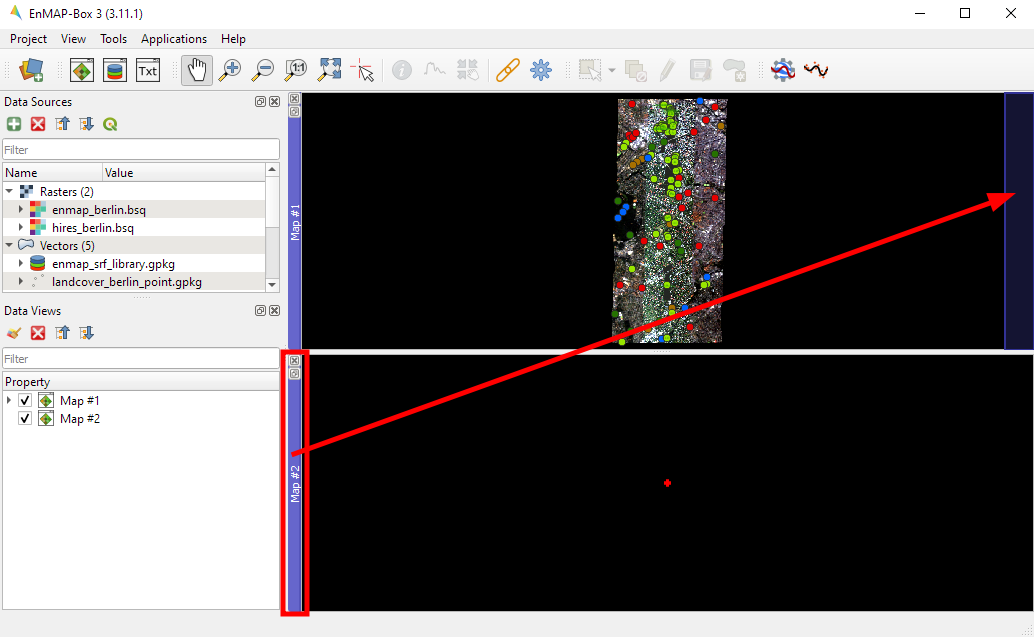 EnMAP-Box 3 (3.11.1)
Project View Tools Applications Help
Txt
1:1
Data Sources
Filter
Name Value
Rasters (2)
enmap_berlin.bsq
hires_berlin.bsq
Vectors (5)
enmap_srf_library.gpkg
landcover_berlin_point.gpkg
Data Views
Filter
Property
Map #1
Map #2
Map #1
Map #2